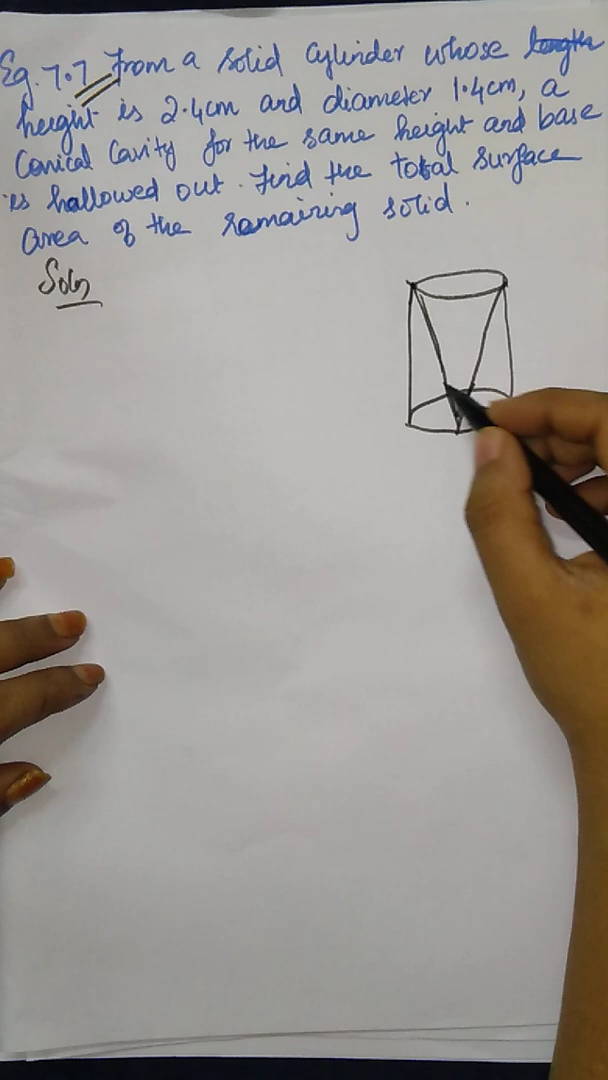 Eg. 7.7 From a solid cylinder whose length
height is 2.4cm and diameter 1.4cm, a
Conical Cavity for the same height and base
is hallowed out. Find the total surface
area of the remaining solid.
Soln